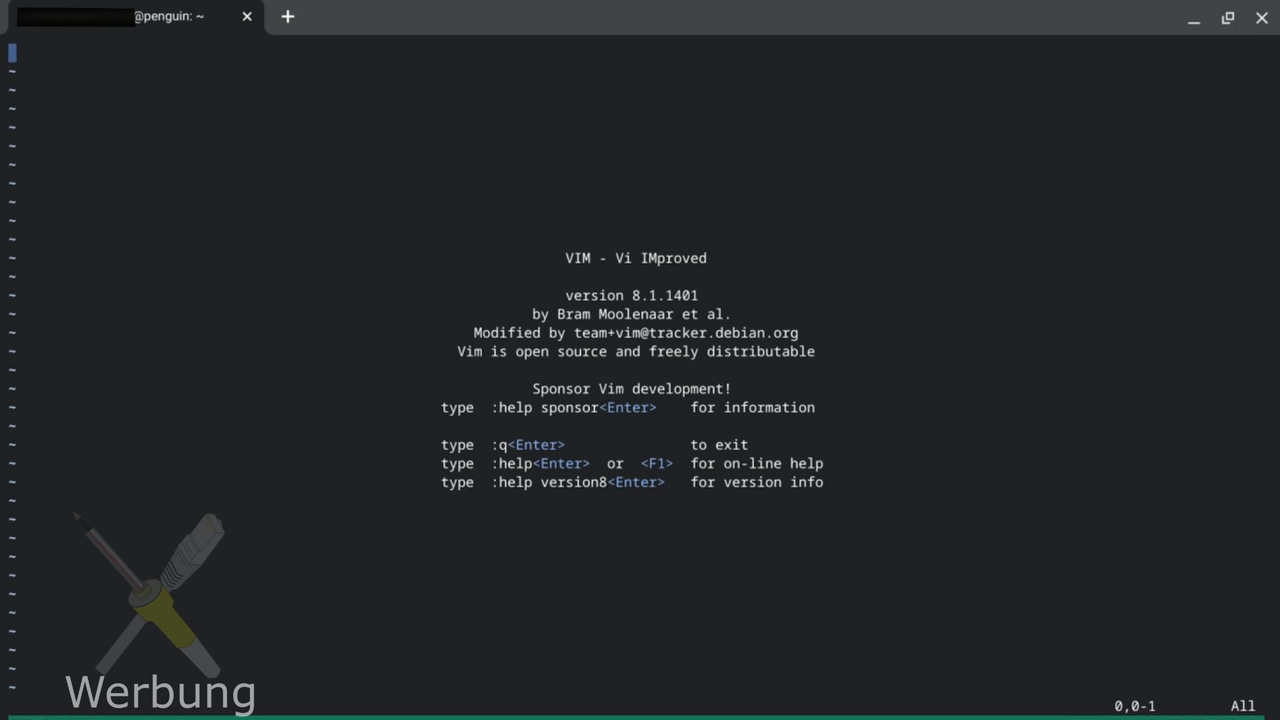 @penguin: ~
~
~
~
~
~
~
~
~
~
~
VIM - Vi IMproved
~
~
version 8.1.1401
~
by Bram Moolenaar et al.
~
Modified by team+vim@tracker.debian.org
~
Vim is open source and freely distributable
~
~
Sponsor Vim development!
~
type :help sponsor<Enter> for information
~
~
type :q<Enter> to exit
~
type :help<Enter> or <F1> for on-line help
~
type :help version8<Enter> for version info
~
~
~
~
~
~
~
~
~
~
~
Werbung
0,0-1 All